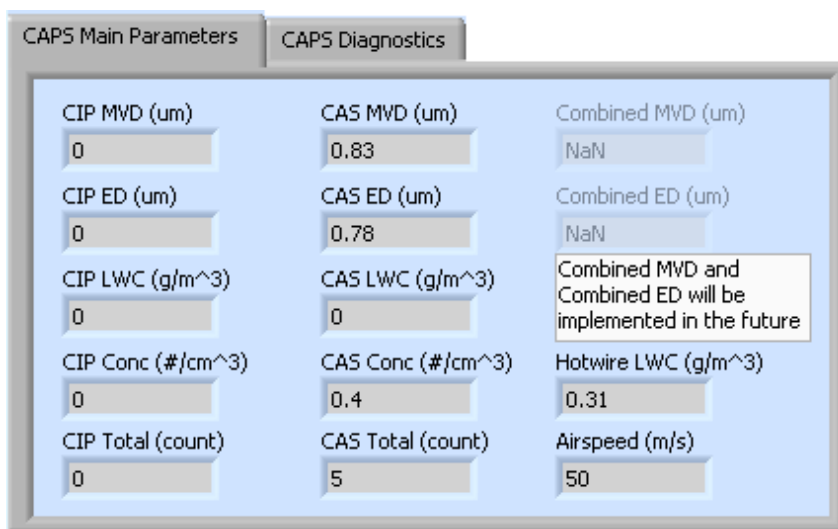 CAPS Main Parameters
CAPS Diagnostics
CIP MVD (um)
0
CAS MVD (um)
0.83
Combined MVD (um)
NaN
CIP ED (um)
0
CAS ED (um)
0.78
Combined ED (um)
NaN
CIP LWC (g/m^3)
0
CAS LWC (g/m^3)
0
Combined MVD and
Combined ED will be
implemented in the future
CIP Conc (#/cm^3)
0
CAS Conc (#/cm^3)
0.4
Hotwire LWC (g/m^3)
0.31
CIP Total (count)
0
CAS Total (count)
5
Airspeed (m/s)
50